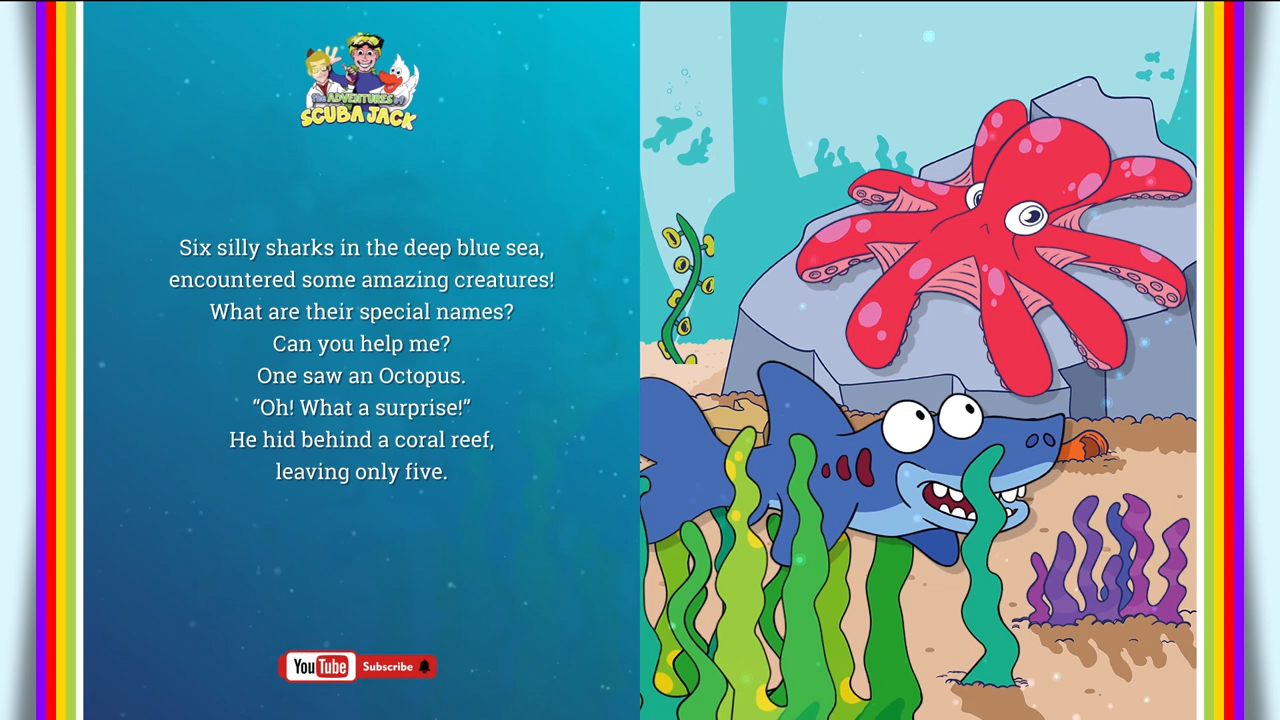 THE ADVENTURES OF
SCUBA JACK
Six silly sharks in the deep blue sea,
encountered some amazing creatures!
What are their special names?
Can you help me?
One saw an Octopus.
“Oh! What a surprise!”
He hid behind a coral reef,
leaving only five.
YouTube Subscribe